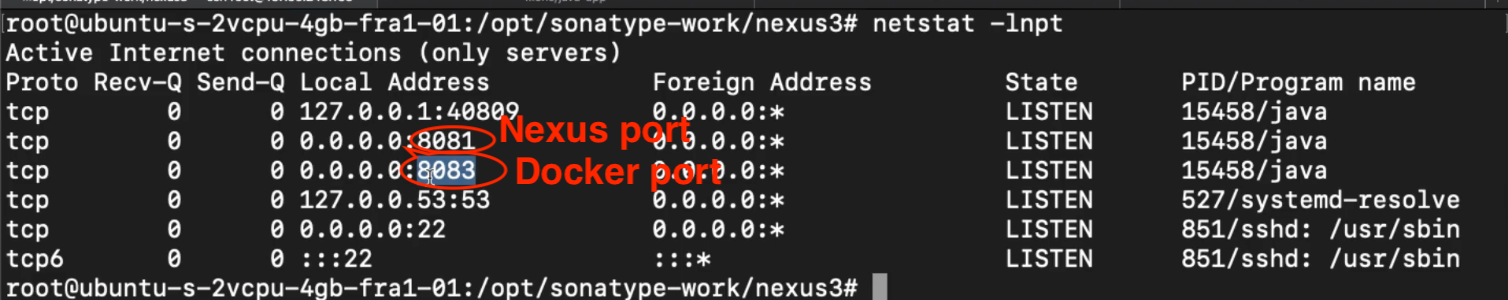 root@ubuntu-s-2vcpu-4gb-fra1-01:/opt/sonatype-work/nexus3# netstat -lnpt
Active Internet connections (only servers)
Proto Recv-Q Send-Q Local Address Foreign Address State PID/Program name
tcp 0 0 127.0.0.1:40809 0.0.0.0:* LISTEN 15458/java
tcp 0 0 0.0.0.0:8081 Nexus port 0.0.0.0:* LISTEN 15458/java
tcp 0 0 0.0.0.0:8083 Docker port 0.0.0.0:* LISTEN 15458/java
tcp 0 0 127.0.0.53:53 0.0.0.0:* LISTEN 527/systemd-resolve
tcp 0 0 0.0.0.0:22 0.0.0.0:* LISTEN 851/sshd: /usr/sbin
tcp6 0 0 :::22 :::* LISTEN 851/sshd: /usr/sbin
root@ubuntu-s-2vcpu-4gb-fra1-01:/opt/sonatype-work/nexus3#